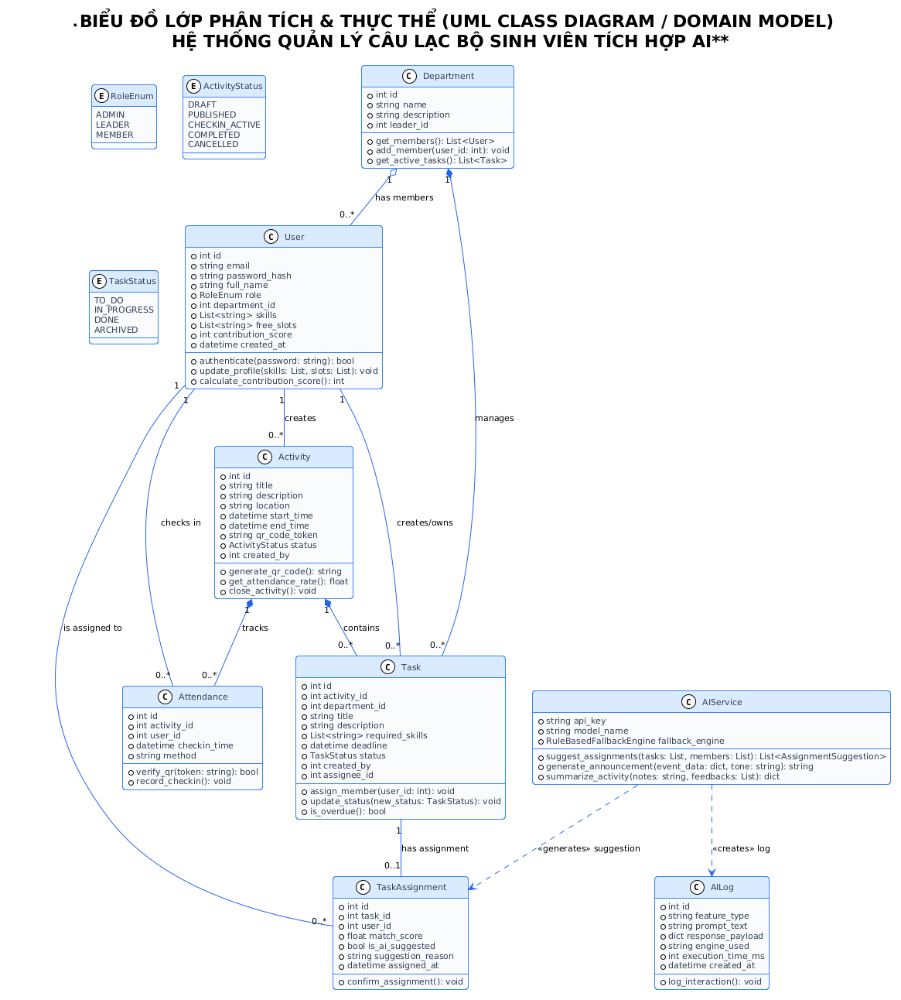 .BIỂU ĐỒ LỚP PHÂN TÍCH & THỰC THỂ (UML CLASS DIAGRAM / DOMAIN MODEL)
HỆ THỐNG QUẢN LÝ CÂU LẠC BỘ SINH VIÊN TÍCH HỢP AI**
E RoleEnum
ADMIN
LEADER
MEMBER
E ActivityStatus
DRAFT
PUBLISHED
CHECKIN_ACTIVE
COMPLETED
CANCELLED
C Department
int id
string name
string description
int leader_id
get_members(): List<User>
add_member(user_id: int): void
get_active_tasks(): List<Task>
1
1
has members
0..*
E TaskStatus
TO_DO
IN_PROGRESS
DONE
ARCHIVED
C User
int id
string email
string password_hash
string full_name
RoleEnum role
int department_id
List<string> skills
List<string> free_slots
int contribution_score
datetime created_at
authenticate(password: string): bool
update_profile(skills: List, slots: List): void
calculate_contribution_score(): int
1
1
1
1
creates
manages
0..*
C Activity
int id
string title
string description
string location
datetime start_time
datetime end_time
string qr_code_token
ActivityStatus status
int created_by
generate_qr_code(): string
get_attendance_rate(): float
close_activity(): void
checks in
creates/owns
1
1
is assigned to
tracks
contains
0..*
0..*
0..*
0..*
0..*
C Attendance
int id
int activity_id
int user_id
datetime checkin_time
string method
verify_qr(token: string): bool
record_checkin(): void
C Task
int id
int activity_id
int department_id
string title
string description
List<string> required_skills
datetime deadline
TaskStatus status
int created_by
int assignee_id
assign_member(user_id: int): void
update_status(new_status: TaskStatus): void
is_overdue(): bool
C AIService
string api_key
string model_name
RuleBasedFallbackEngine fallback_engine
suggest_assignments(tasks: List, members: List): List<AssignmentSuggestion>
generate_announcement(event_data: dict, tone: string): string
summarize_activity(notes: string, feedbacks: List): dict
1
has assignment
0..1
«generates» suggestion
«creates» log
0..*
C TaskAssignment
int id
int task_id
int user_id
float match_score
bool is_ai_suggested
string suggestion_reason
datetime assigned_at
confirm_assignment(): void
C AILog
int id
string feature_type
string prompt_text
dict response_payload
string engine_used
int execution_time_ms
datetime created_at
log_interaction(): void